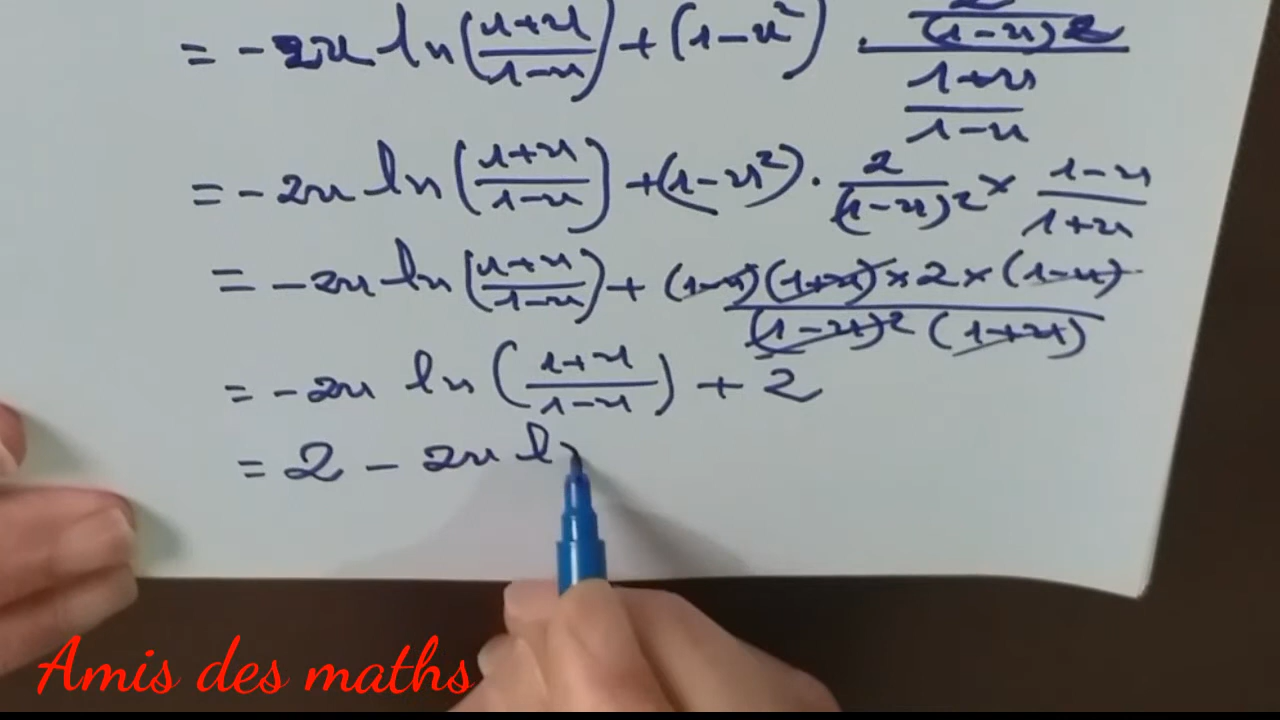 = -2x ln((1+x)/(1-x)) + (1-x²) · (2/(1-x)²)/((1+x)/(1-x))
= -2x ln((1+x)/(1-x)) + (1-x²) · 2/(1-x)² × (1-x)/(1+x)
= -2x ln((1+x)/(1-x)) + ((1-x)(1+x)×2×(1-x))/((1-x)²(1+x))
= -2x ln((1+x)/(1-x)) + 2
= 2 - 2x ln
Amis des maths